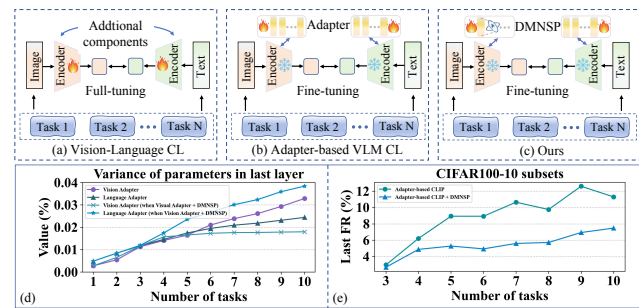 Addtional components
Image
Encoder
Encoder
Text
Full-tuning
Task 1
Task 2
Task N
(a) Vision-Language CL
Adapter
Image
Encoder
Encoder
Text
Fine-tuning
Task 1
Task 2
Task N
(b) Adapter-based VLM CL
DMNSP
Image
Encoder
Encoder
Text
Fine-tuning
Task 1
Task 2
Task N
(c) Ours
Variance of parameters in last layer
Vision Adapter
Language Adapter
Vision Adapter (when Visual Adapter + DMNSP)
Language Adapter (when Vision Adapter + DMNSP)
Value (%)
0.04
0.03
0.02
0.01
0.00
1 2 3 4 5 6 7 8 9 10
(d)
Number of tasks
CIFAR100-10 subsets
Adapter-based CLIP
Adapter-based CLIP + DMNSP
Last FR (%)
12
10
8
6
4
3 4 5 6 7 8 9 10
(e)
Number of tasks